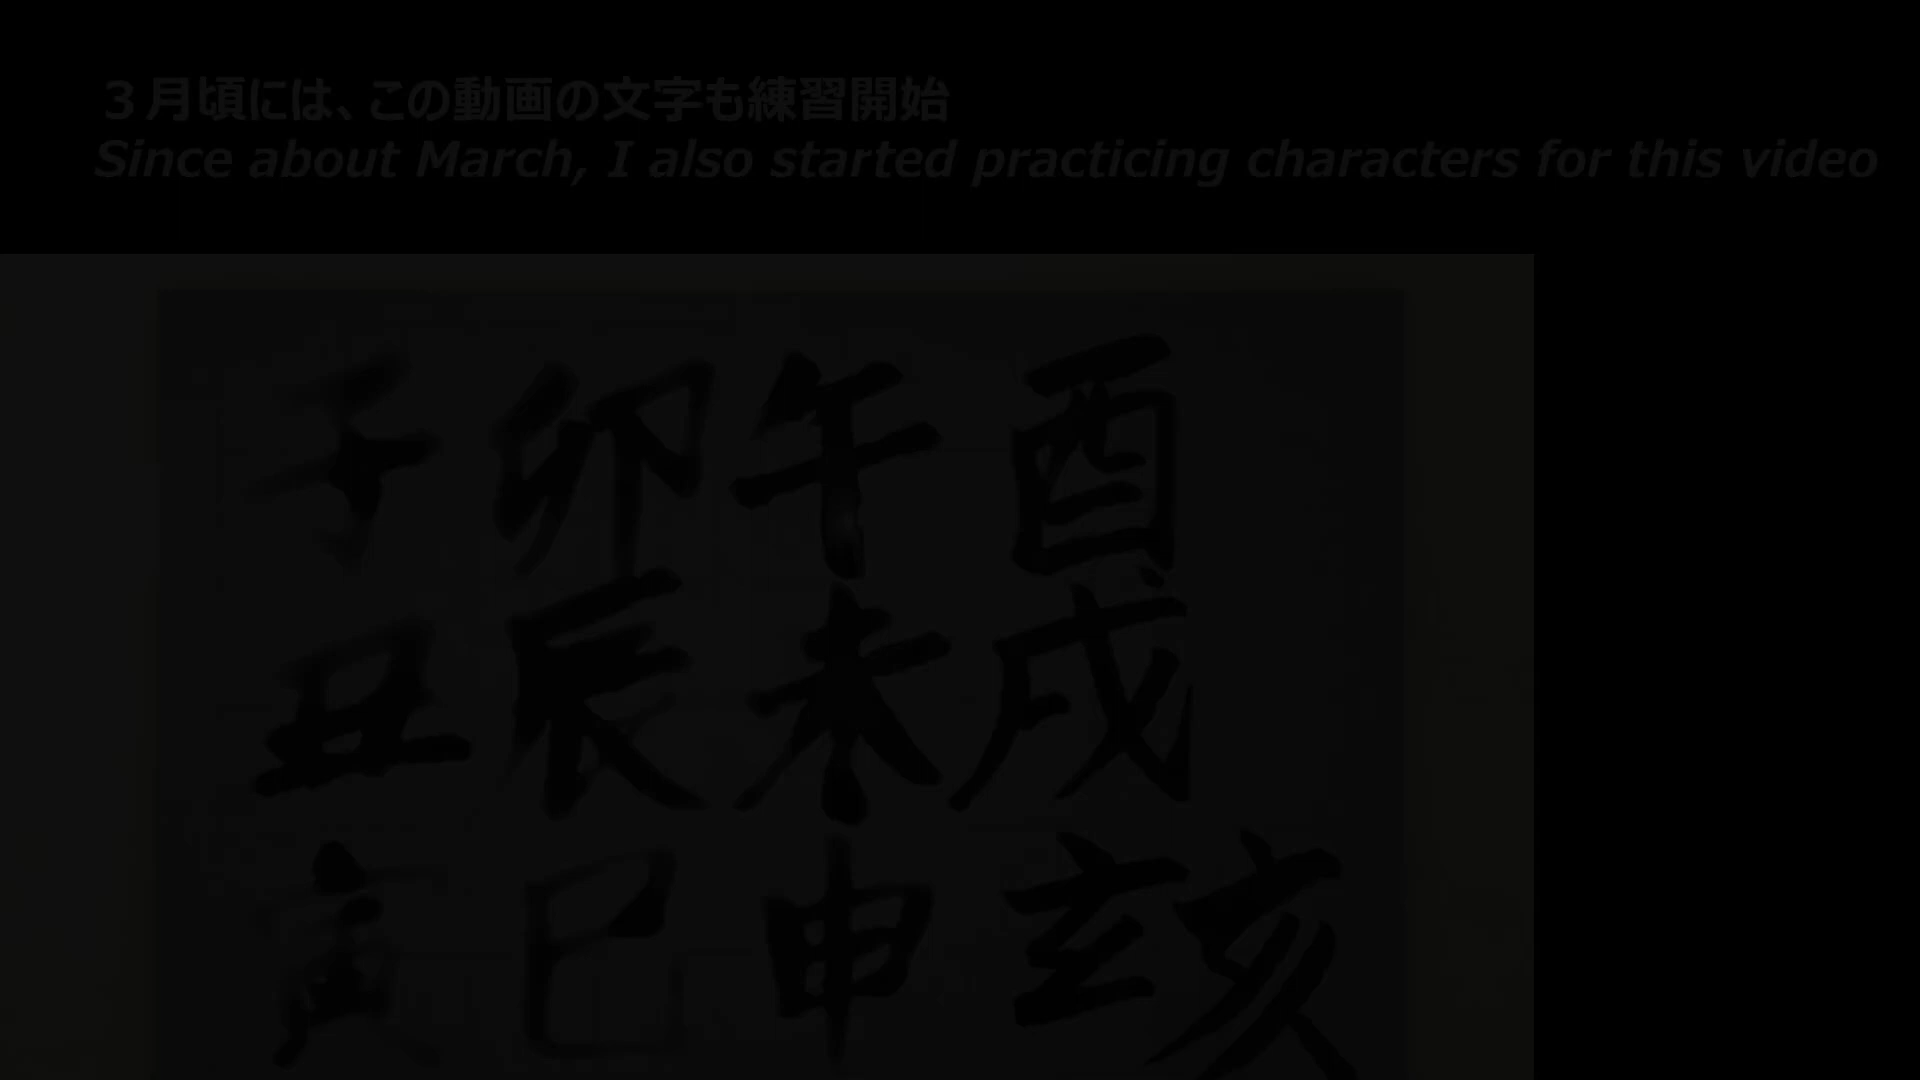 ３月頃には、この動画の文字も練習開始
Since about March, I also started practicing characters for this video
子 卯 午 酉
丑 辰 未 戌
寅 巳 申 玄 亥